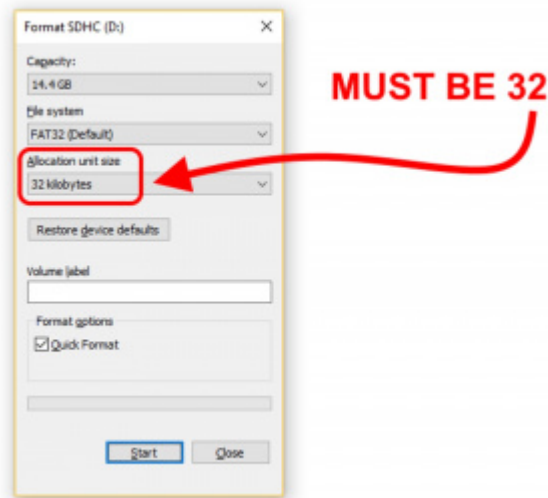 Format SDHC (D:)
Capacity:
14.4 GB
MUST BE 32
File system
FAT32 (Default)
Allocation unit size
32 kilobytes
Restore device defaults
Volume label
Format options
Quick Format
Start
Close